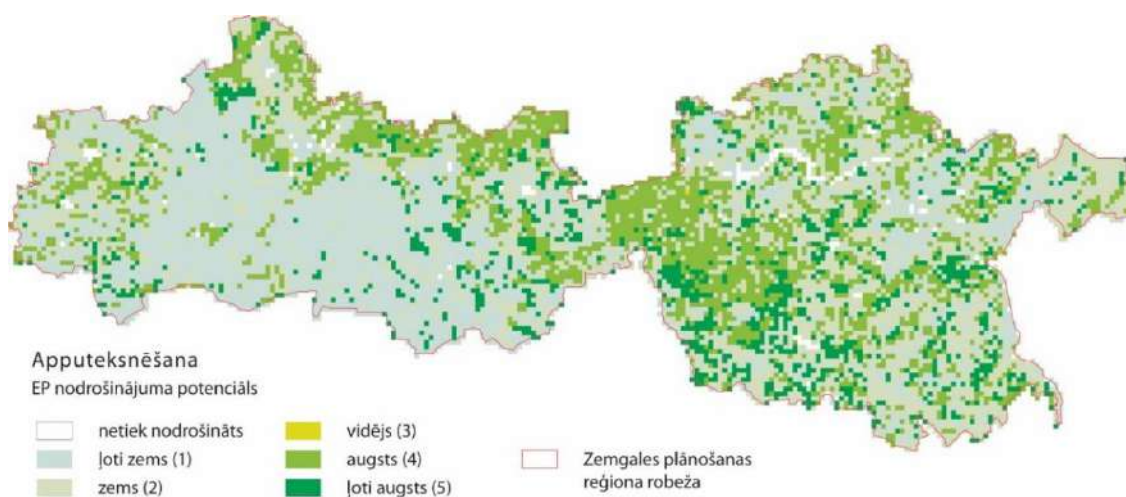 Apputeksnēšana
EP nodrošinājuma potenciāls
netiek nodrošināts
ļoti zems (1)
zems (2)
vidējs (3)
augsts (4)
ļoti augsts (5)
Zemgales plānošanas
reģiona robeža